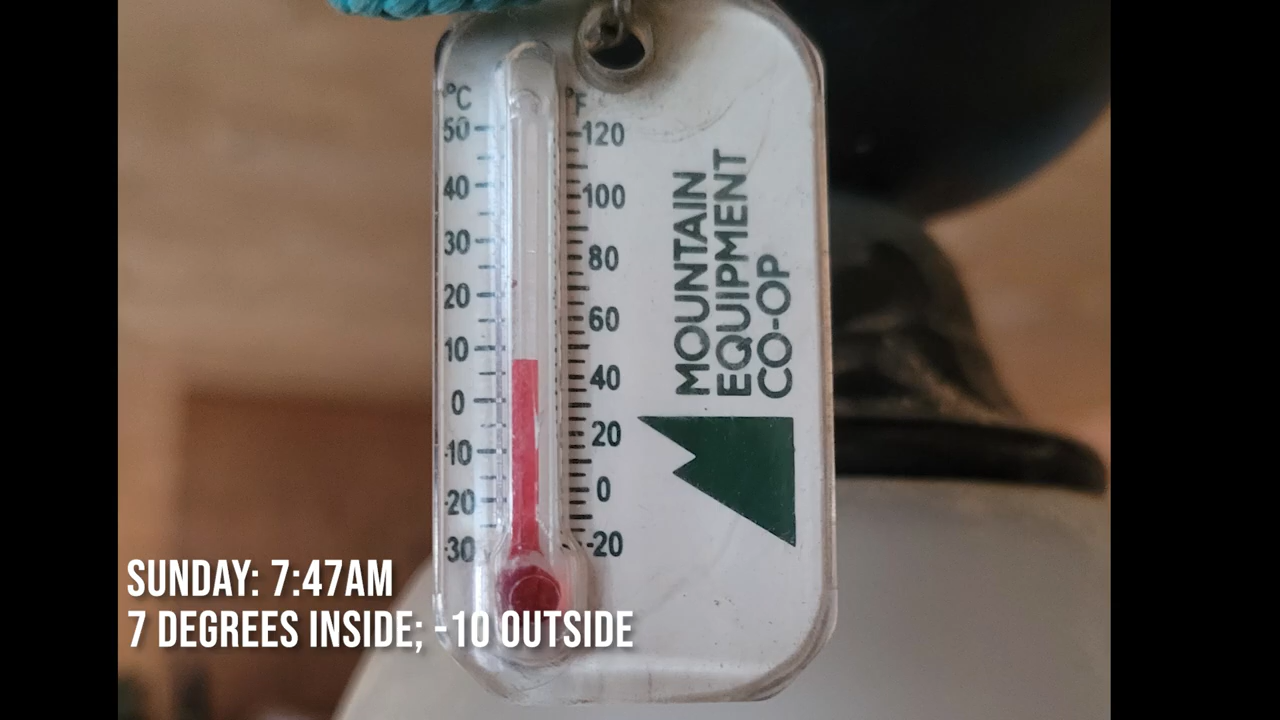 °C °F
50 120
40 100
30 80
20 60
10 40
0 20
-10 0
-20 -20
-30
MOUNTAIN
EQUIPMENT
CO-OP
SUNDAY: 7:47AM
7 DEGREES INSIDE; -10 OUTSIDE